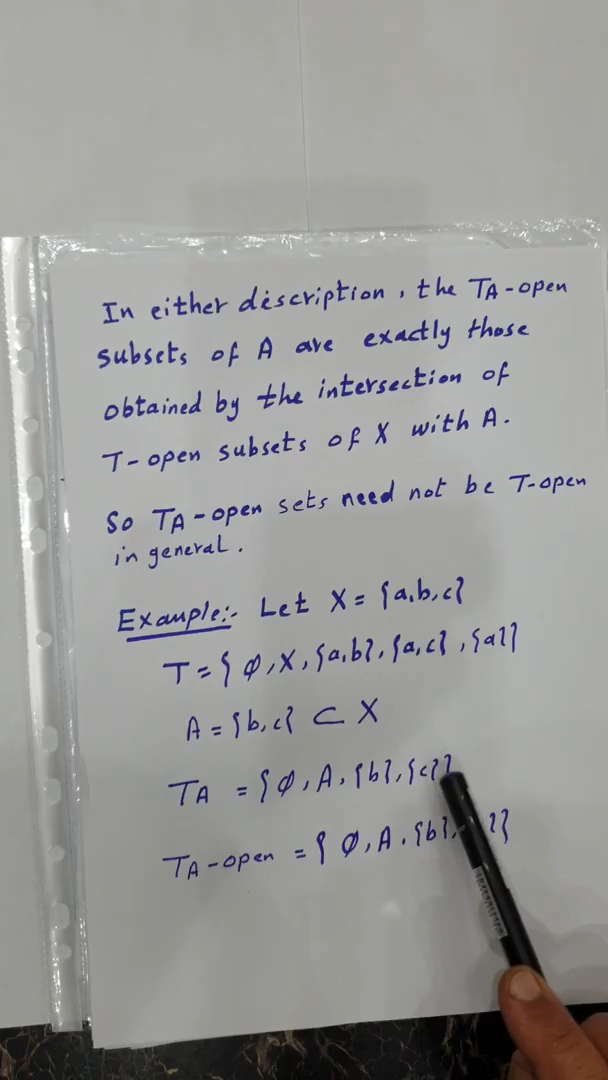 In either description, the TA-open
subsets of A are exactly those
obtained by the intersection of
T-open subsets of X with A.
So TA-open sets need not be T-open
in general.
Example:- Let X = {a,b,c}
T = { ∅, X, {a,b}, {a,c}, {a}}
A = {b,c} ⊂ X
TA = {∅, A, {b}, {c}}
TA-open = { ∅, A, {b}, }}